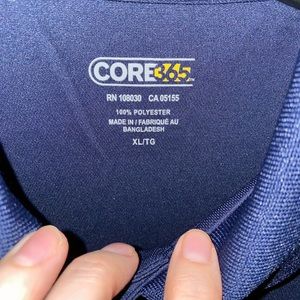 CORE365
RN 108030 CA 05155
100% POLYESTER
MADE IN / FABRIQUÉ AU
BANGLADESH
XL/TG